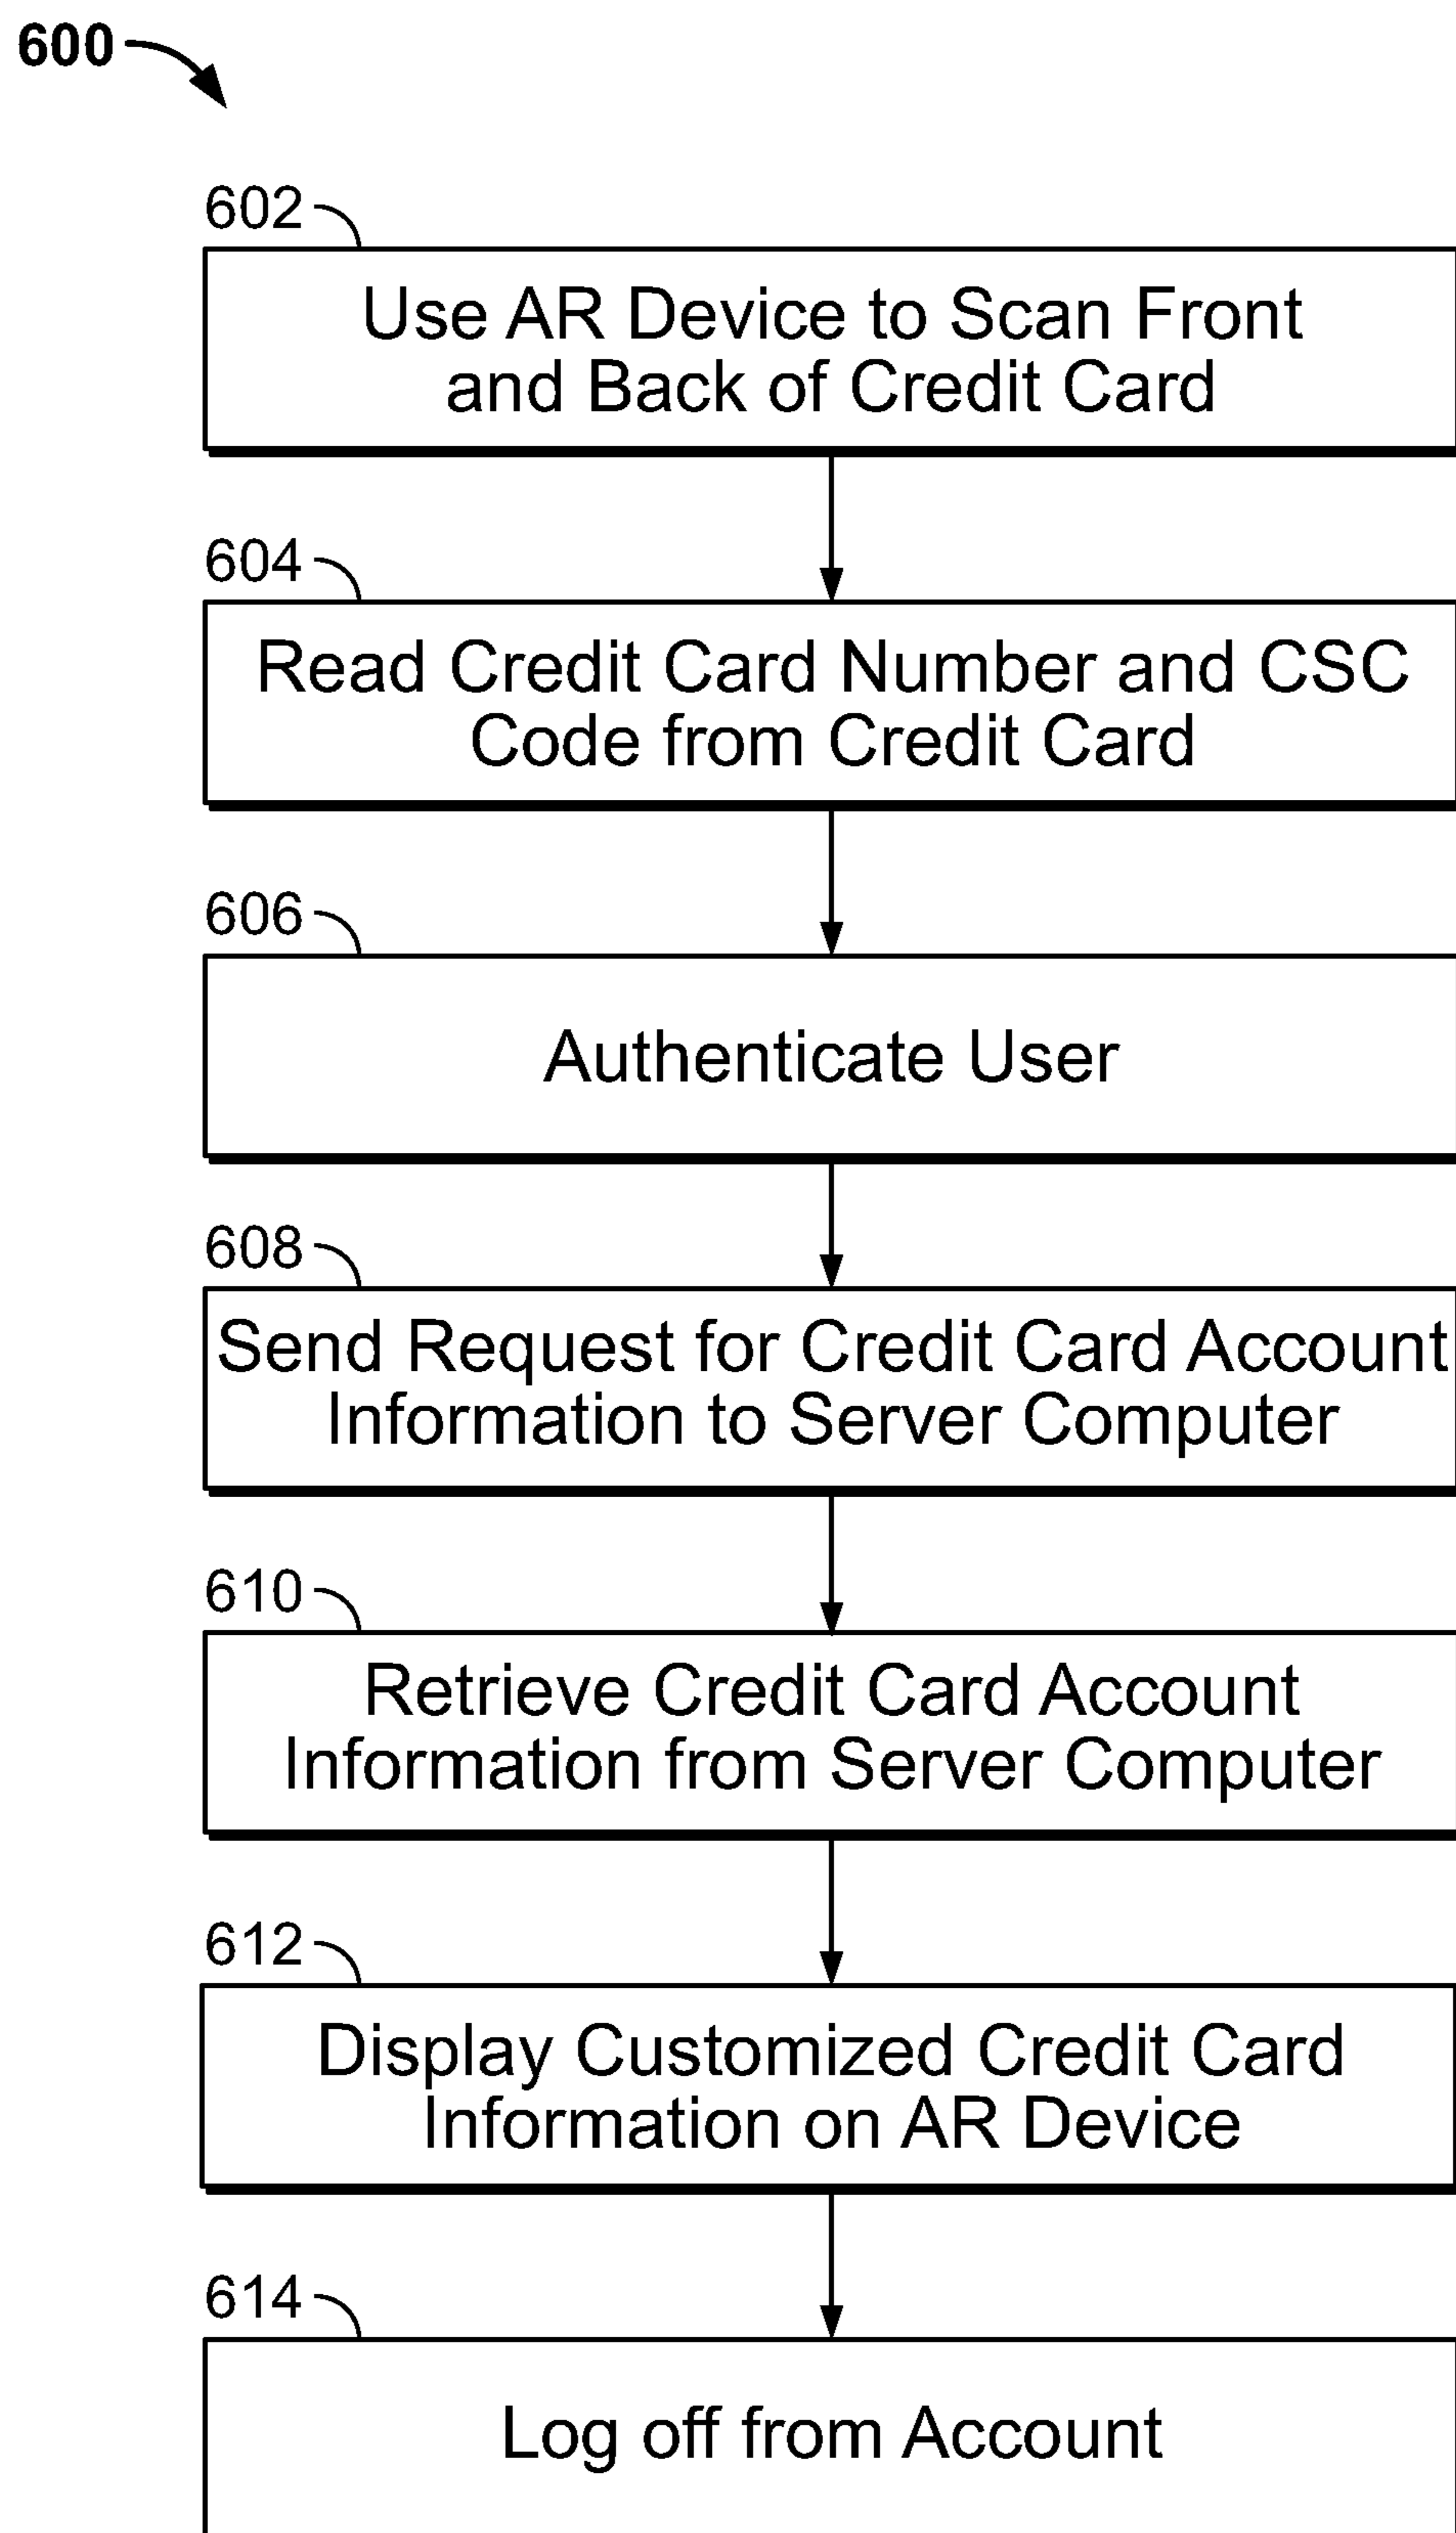 600
602
Use AR Device to Scan Front
and Back of Credit Card
604
Read Credit Card Number and CSC
Code from Credit Card
606
Authenticate User
608
Send Request for Credit Card Account
Information to Server Computer
610
Retrieve Credit Card Account
Information from Server Computer
612
Display Customized Credit Card
Information on AR Device
614
Log off from Account